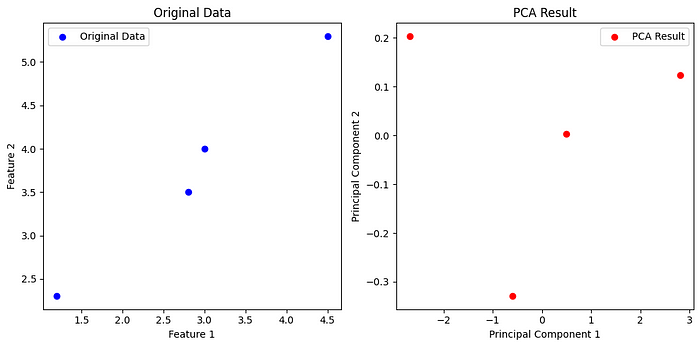 Original Data
Original Data
5.0
4.5
4.0
3.5
3.0
2.5
Feature 2
1.5 2.0 2.5 3.0 3.5 4.0 4.5
Feature 1
PCA Result
PCA Result
0.2
0.1
0.0
−0.1
−0.2
−0.3
Principal Component 2
−2 −1 0 1 2 3
Principal Component 1